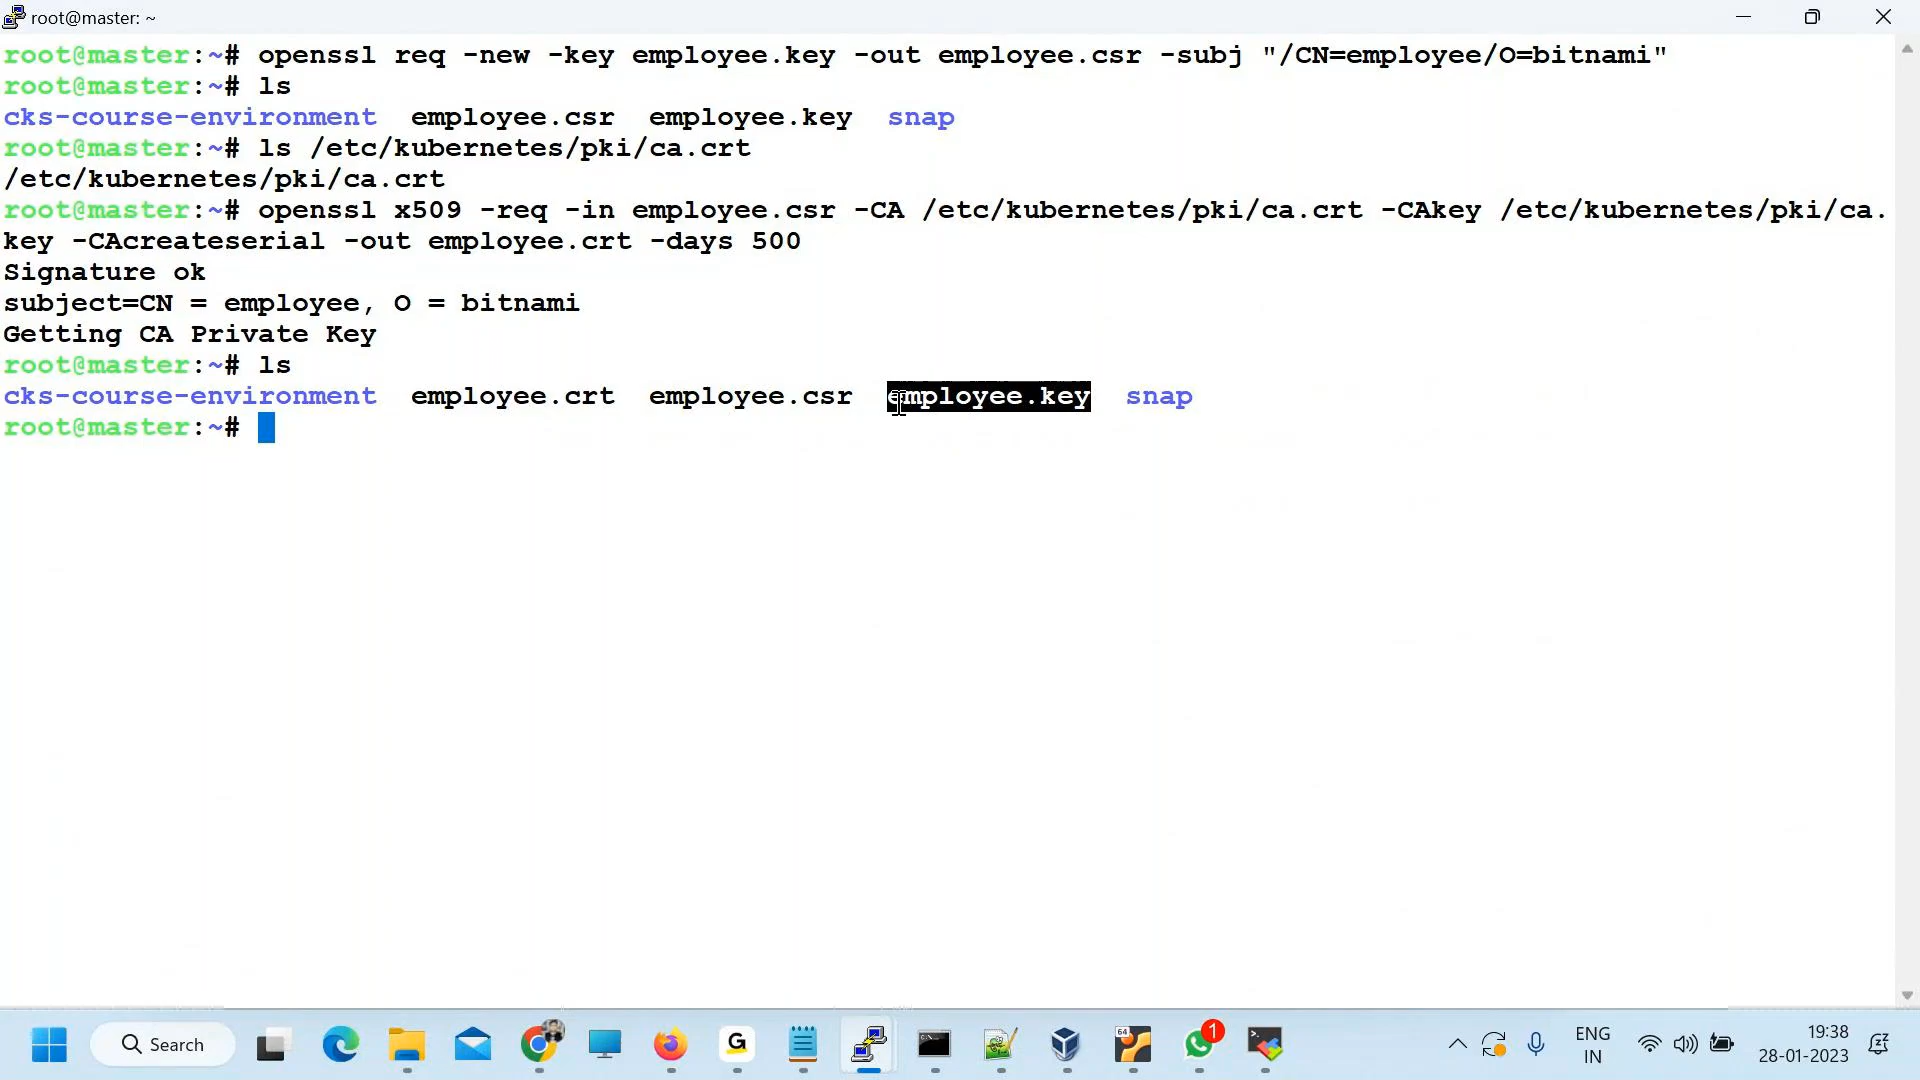 root@master: ~
root@master:~# openssl req -new -key employee.key -out employee.csr -subj "/CN=employee/O=bitnami"
root@master:~# ls
cks-course-environment employee.csr employee.key snap
root@master:~# ls /etc/kubernetes/pki/ca.crt
/etc/kubernetes/pki/ca.crt
root@master:~# openssl x509 -req -in employee.csr -CA /etc/kubernetes/pki/ca.crt -CAkey /etc/kubernetes/pki/ca.
key -CAcreateserial -out employee.crt -days 500
Signature ok
subject=CN = employee, O = bitnami
Getting CA Private Key
root@master:~# ls
cks-course-environment employee.crt employee.csr employee.key snap
root@master:~#
Search
G
64
1
ENG
IN
19:38
28-01-2023